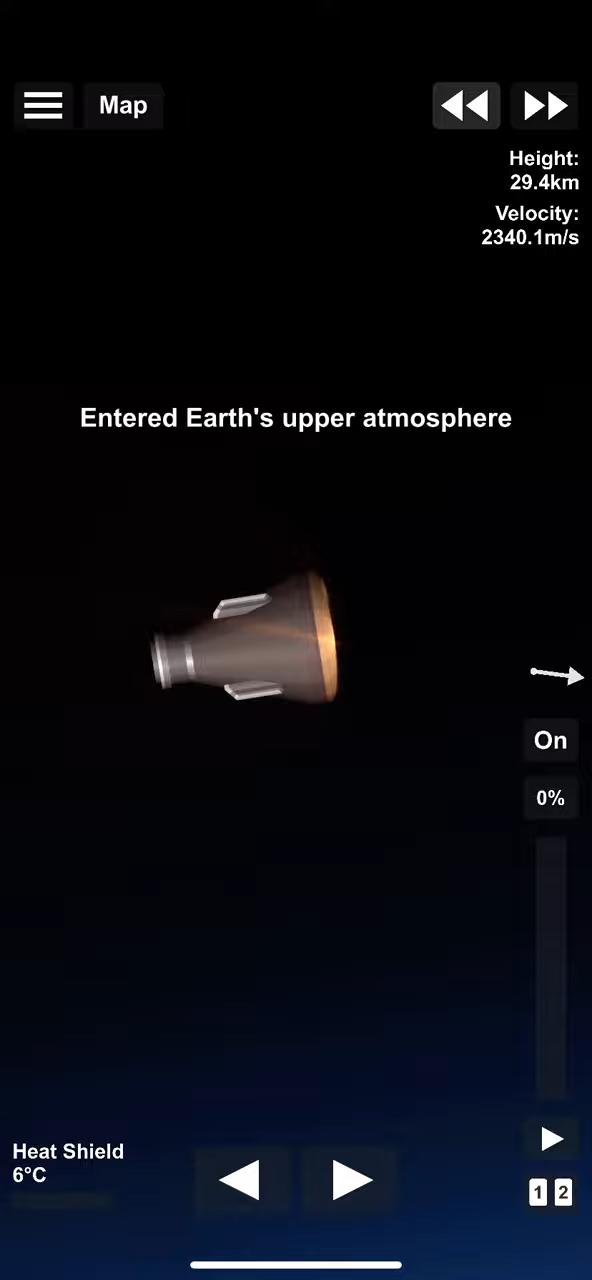 Map
Height:
29.4km
Velocity:
2340.1m/s
Entered Earth's upper atmosphere
On
0%
Heat Shield
6°C
1 2